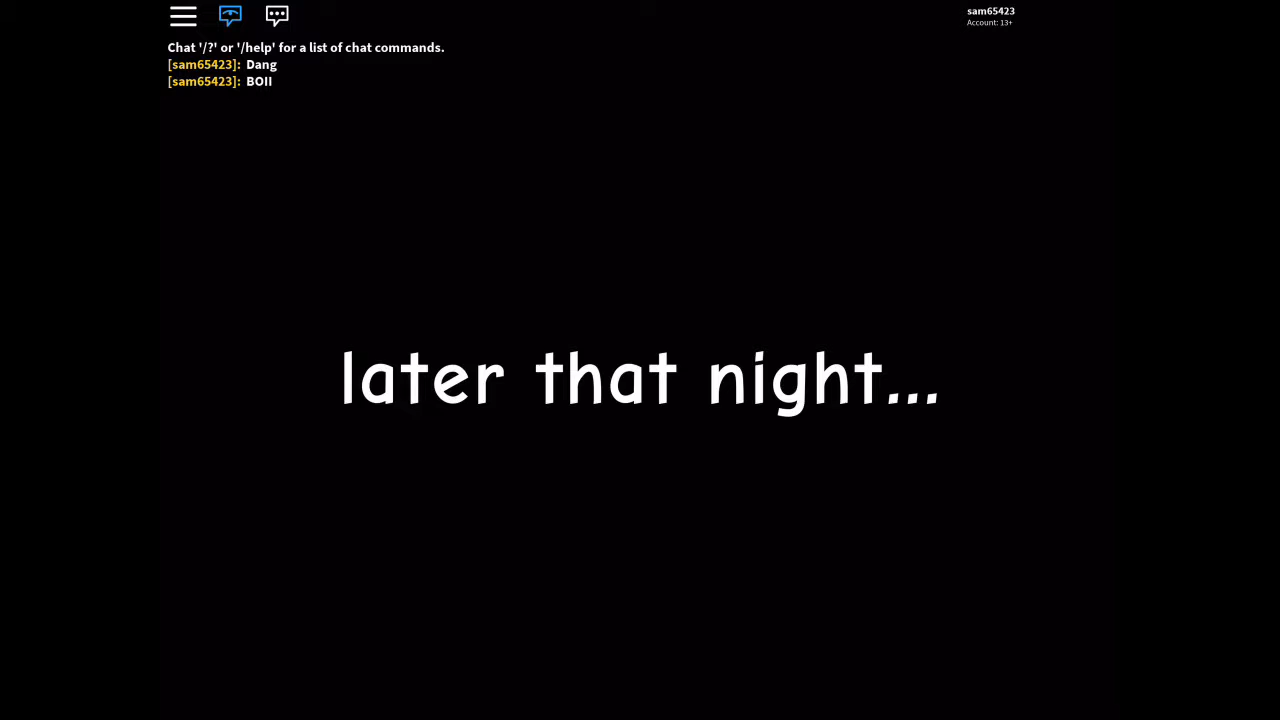 sam65423
Account: 13+
Chat '/?' or '/help' for a list of chat commands.
[sam65423]: Dang
[sam65423]: BOII
later that night...